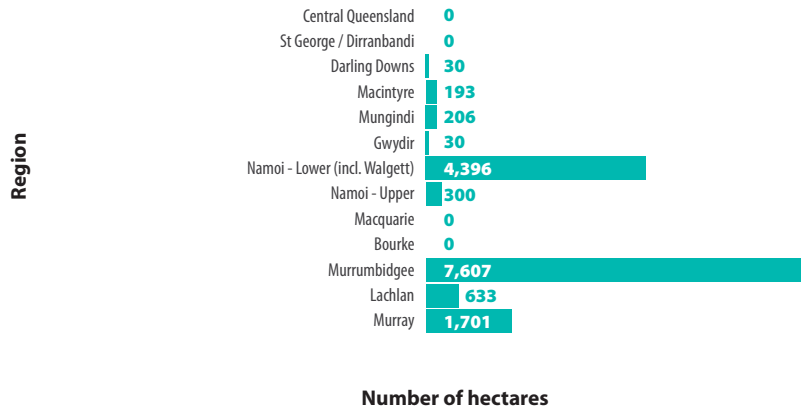 Central Queensland 0
St George / Dirranbandi 0
Darling Downs 30
Macintyre 193
Mungindi 206
Gwydir 30
Region
Namoi - Lower (incl. Walgett) 4,396
Namoi - Upper 300
Macquarie 0
Bourke 0
Murrumbidgee 7,607
Lachlan 633
Murray 1,701
Number of hectares